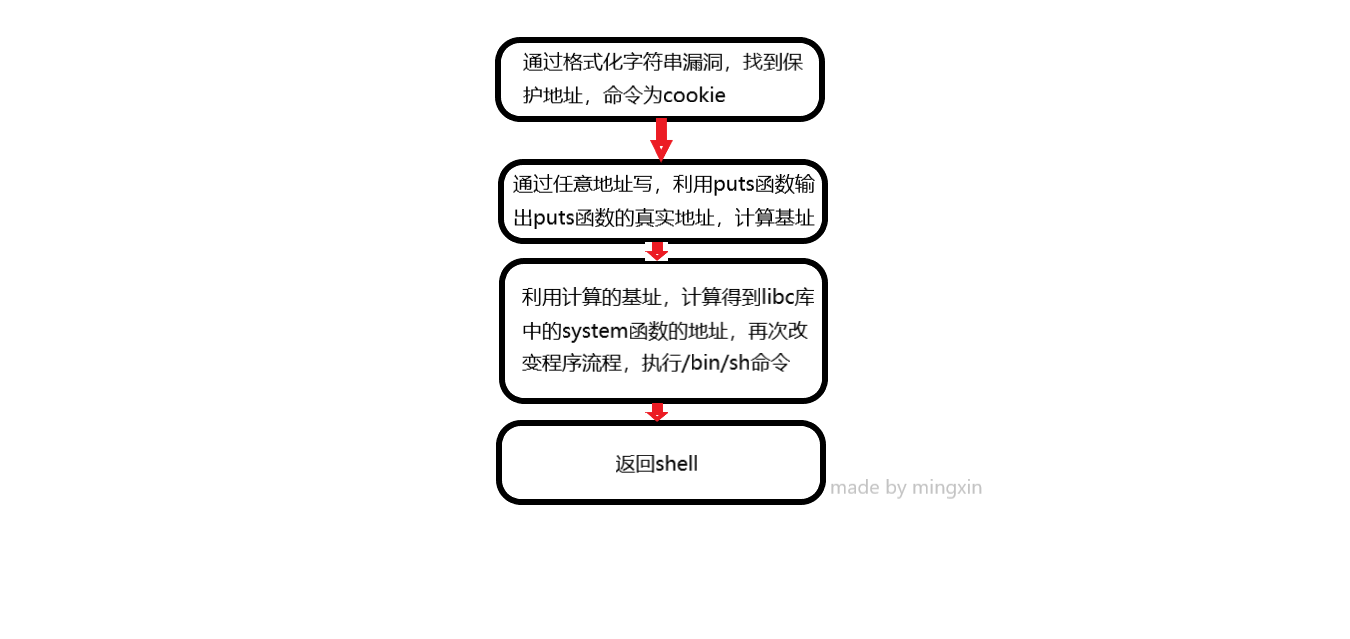 通过格式化字符串漏洞，找到保
护地址，命令为cookie
通过任意地址写，利用puts函数输
出puts函数的真实地址，计算基址
利用计算的基址，计算得到libc库
中的system函数的地址，再次改
变程序流程，执行/bin/sh命令
返回shell
made by mingxin